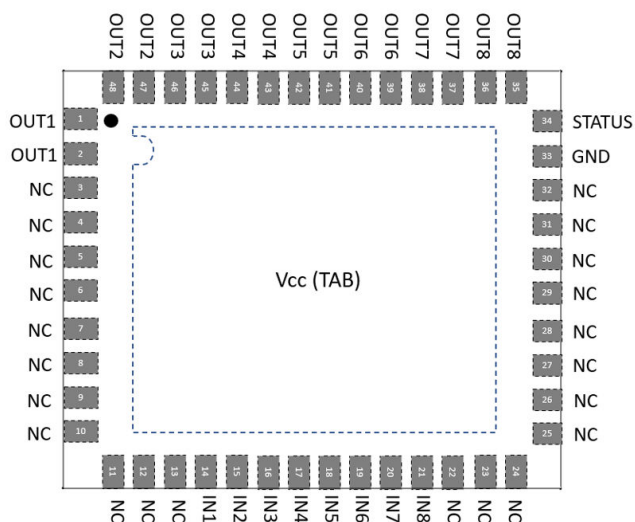 OUT2 OUT2 OUT3 OUT3 OUT4 OUT4 OUT5 OUT5 OUT6 OUT6 OUT7 OUT7 OUT8 OUT8
48 47 46 45 44 43 42 41 40 39 38 37 36 35
OUT1 1 34 STATUS
OUT1 2 33 GND
NC 3 32 NC
NC 4 31 NC
NC 5 30 NC
NC 6 29 NC
Vcc (TAB)
NC 7 28 NC
NC 8 27 NC
NC 9 26 NC
NC 10 25 NC
11 12 13 14 15 16 17 18 19 20 21 22 23 24
NC NC NC IN1 IN2 IN3 IN4 IN5 IN6 IN7 IN8 NC NC NC